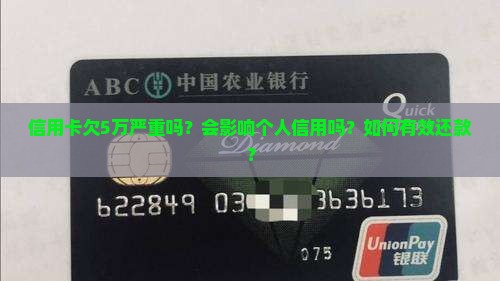 ABC 中国农业银行
Quick
信用卡欠5万严重吗？会影响个人信用吗？如何有效还款
Diamond
？
622849 03 3636173
075
UnionPay
银联